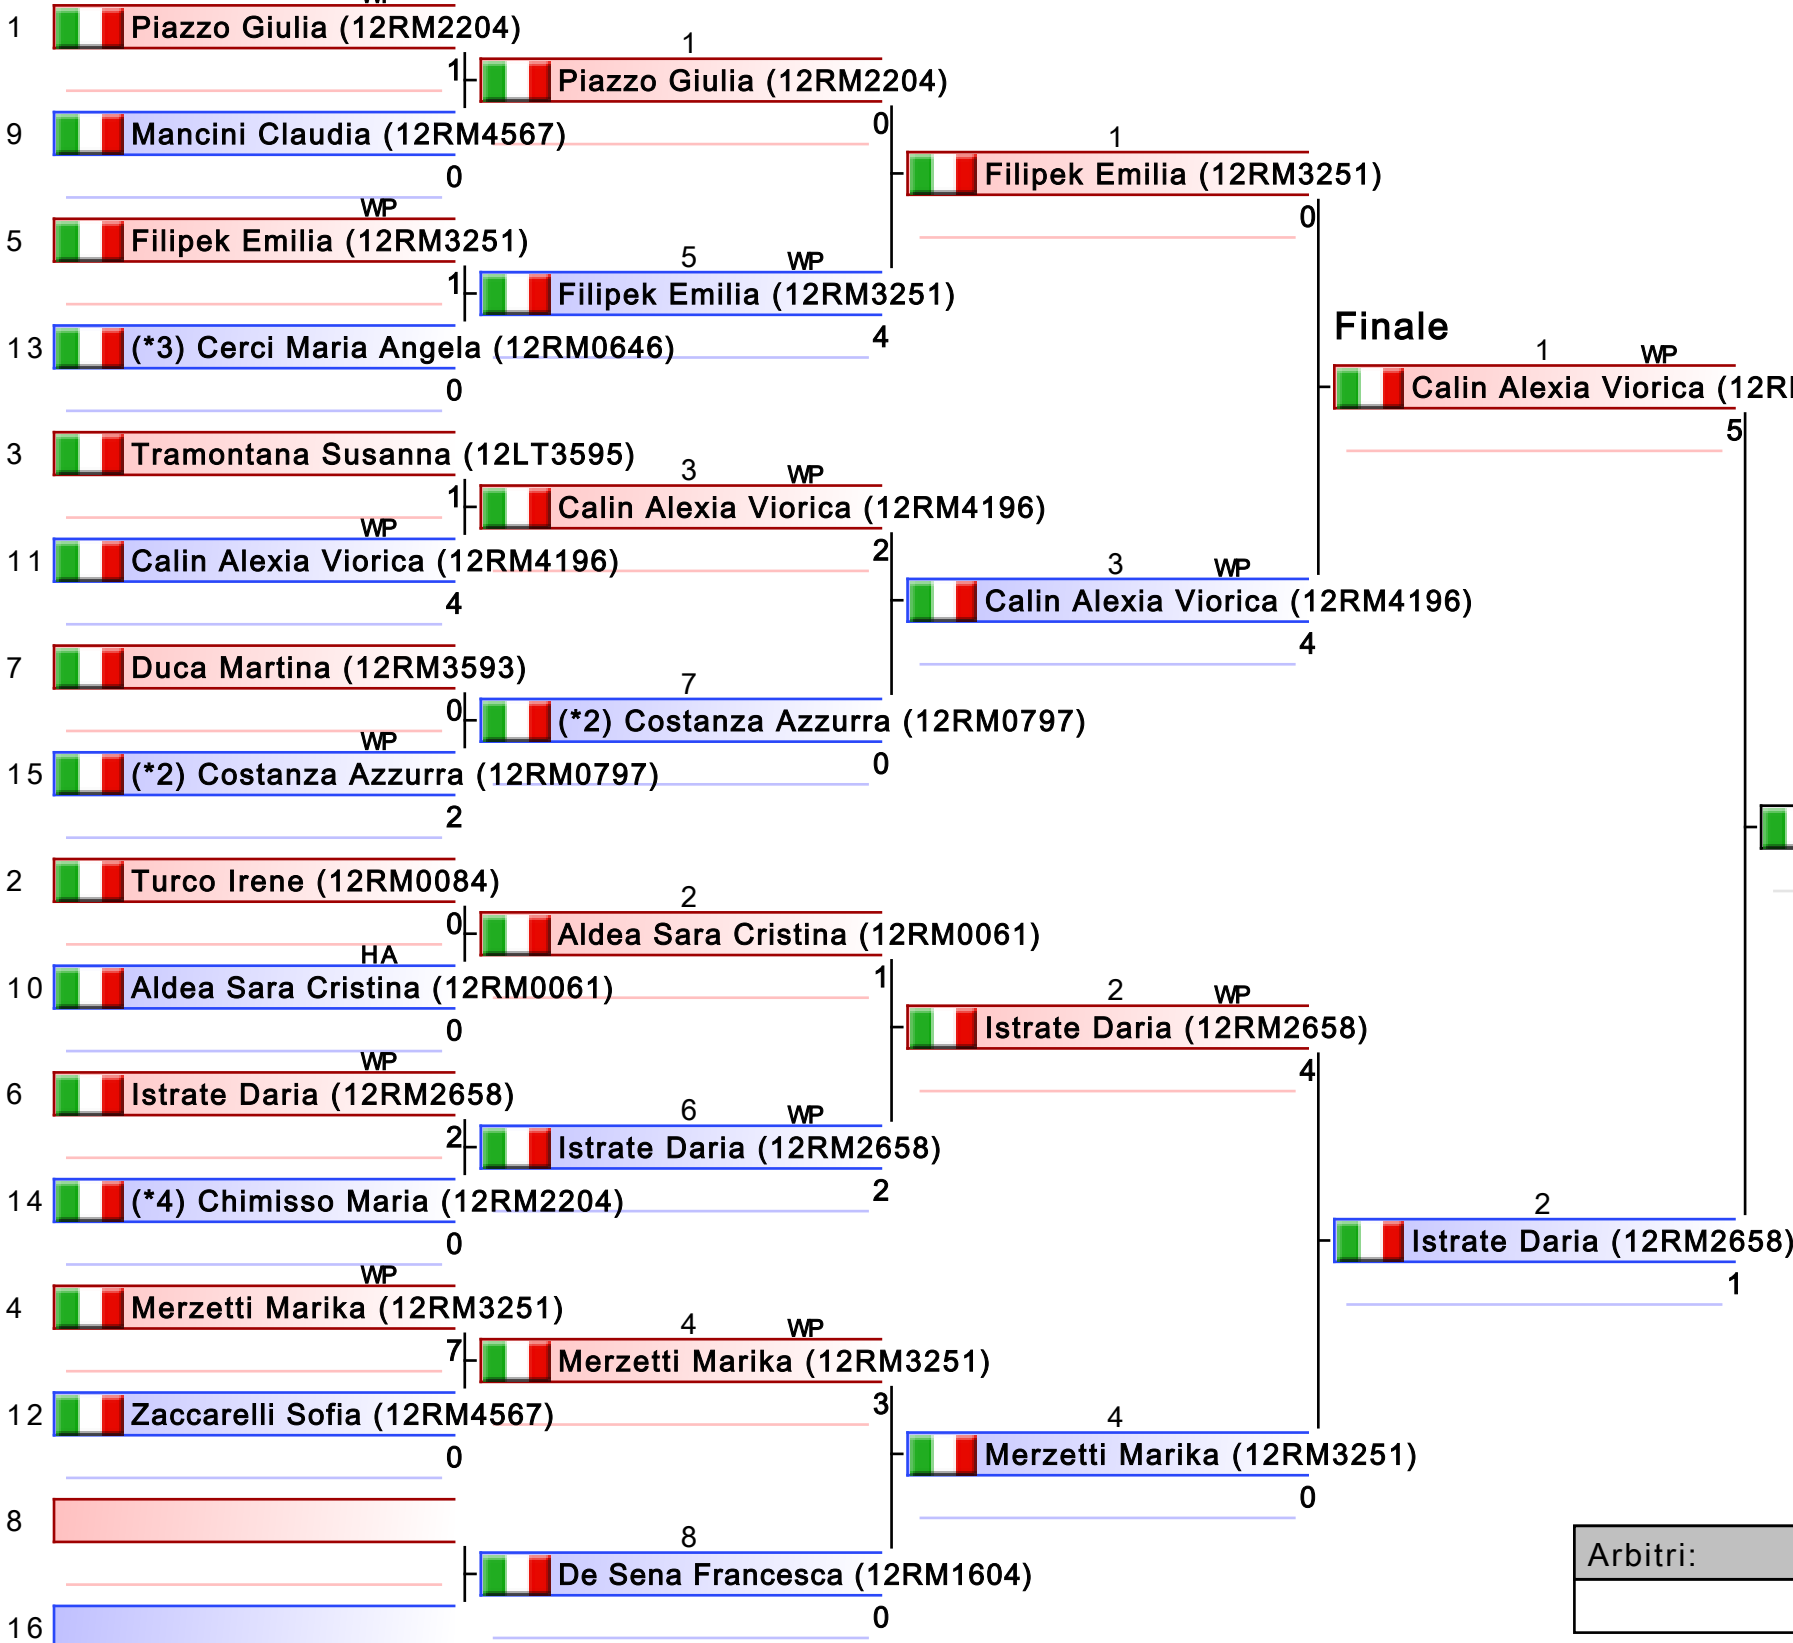 WP
1 Piazzo Giulia (12RM2204)
1
1
Piazzo Giulia (12RM2204)
0
9 Mancini Claudia (12RM4567)
0
1
Filipek Emilia (12RM3251)
0
WP
5 Filipek Emilia (12RM3251)
1
5 WP
Filipek Emilia (12RM3251)
4
13 (*3) Cerci Maria Angela (12RM0646)
0
Finale
1 WP
Calin Alexia Viorica (12R
5
3 Tramontana Susanna (12LT3595)
1
3 WP
Calin Alexia Viorica (12RM4196)
2
WP
11 Calin Alexia Viorica (12RM4196)
4
3 WP
Calin Alexia Viorica (12RM4196)
4
7 Duca Martina (12RM3593)
0
7
(*2) Costanza Azzurra (12RM0797)
0
WP
15 (*2) Costanza Azzurra (12RM0797)
2
2 Turco Irene (12RM0084)
0
2
Aldea Sara Cristina (12RM0061)
1
HA
10 Aldea Sara Cristina (12RM0061)
0
2 WP
Istrate Daria (12RM2658)
4
WP
6 Istrate Daria (12RM2658)
2
6 WP
Istrate Daria (12RM2658)
2
14 (*4) Chimisso Maria (12RM2204)
0
2
Istrate Daria (12RM2658)
1
WP
4 Merzetti Marika (12RM3251)
7
4 WP
Merzetti Marika (12RM3251)
3
12 Zaccarelli Sofia (12RM4567)
0
4
Merzetti Marika (12RM3251)
0
8
8
De Sena Francesca (12RM1604)
0
16
Arbitri: